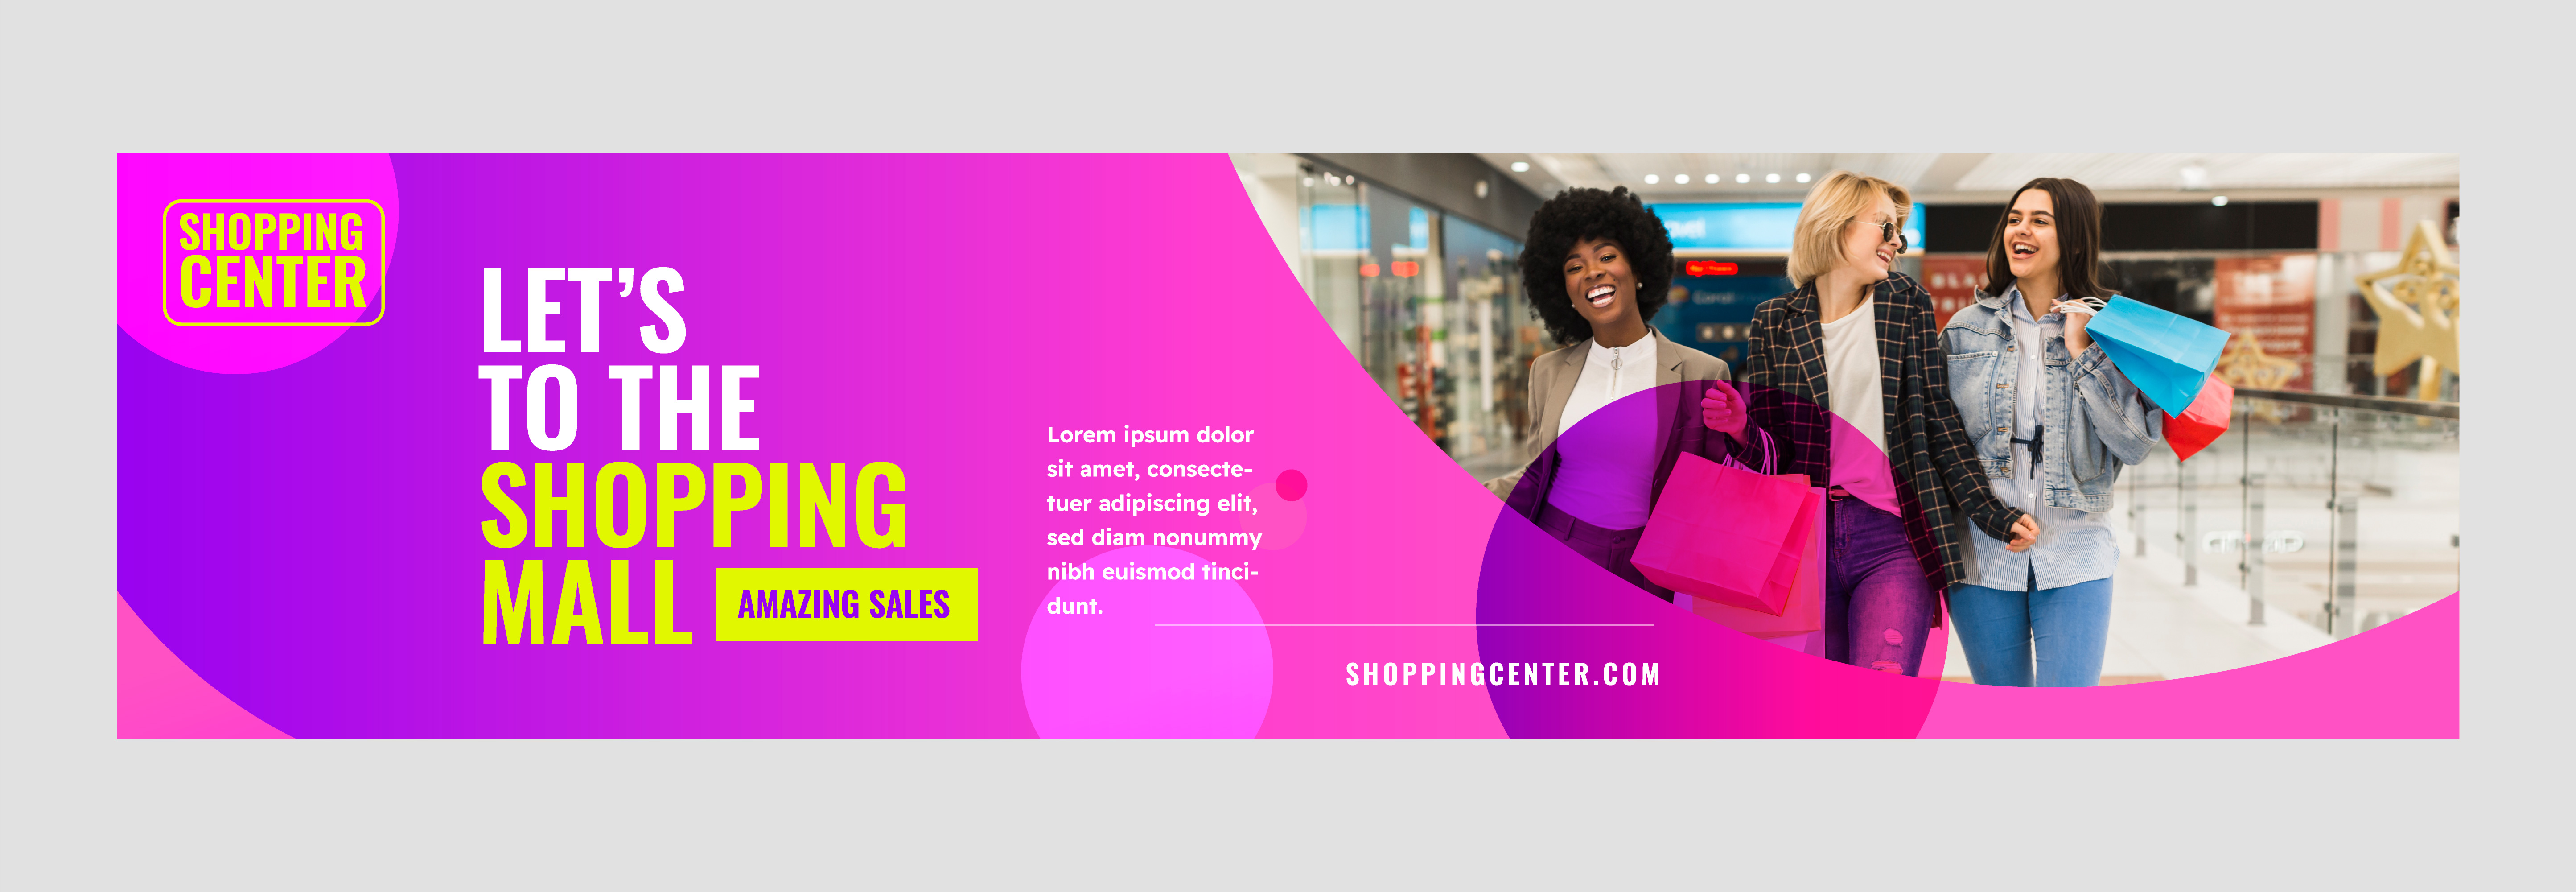 SHOPPING
CENTER
LET’S
TO THE
SHOPPING
MALL
AMAZING SALES
Lorem ipsum dolor
sit amet, consecte-
tuer adipiscing elit,
sed diam nonummy
nibh euismod tinci-
dunt.
SHOPPINGCENTER.COM